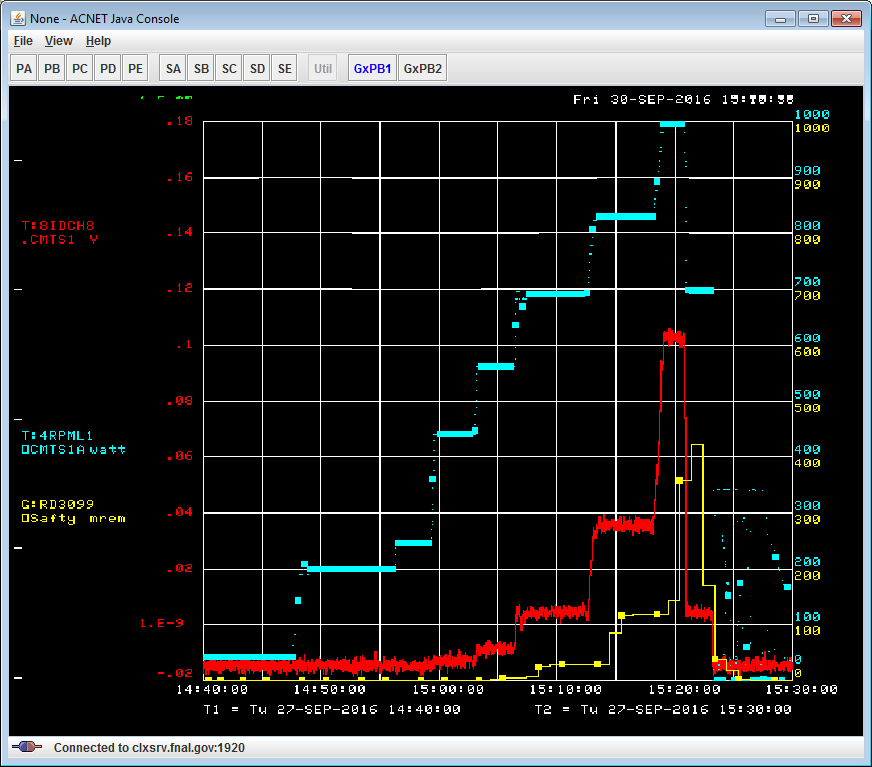 None - ACNET Java Console
File View Help
PA PB PC PD PE SA SB SC SD SE Util GxPB1 GxPB2
Fri 30-SEP-2016
1000
1000
.18
.16
900
900
T:8IDCH8
.CMTS1 V
.14
800
800
.12
700
700
.1
600
600
.08
500
500
T:4RPML1
CMTS1A watt
.06
400
400
G:RD3099
Safty mrem
.04
300
300
.02
200
200
1.E-9
100
100
-.02
0
0
14:40:00 14:50:00 15:00:00 15:10:00 15:20:00 15:30:00
T1 = Tu 27-SEP-2016 14:40:00 T2 = Tu 27-SEP-2016 15:30:00
Connected to clxsrv.fnal.gov:1920